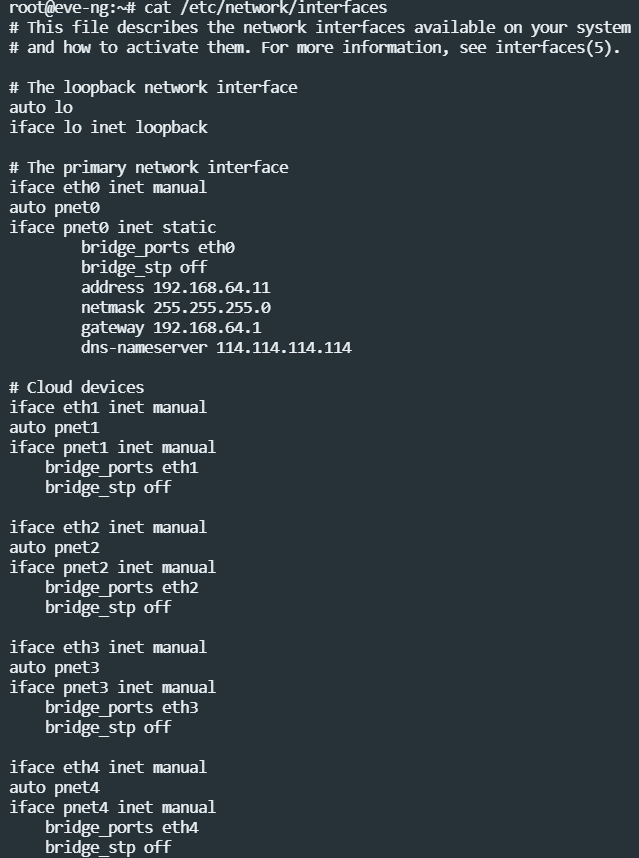 root@eve-ng:~# cat /etc/network/interfaces
# This file describes the network interfaces available on your system
# and how to activate them. For more information, see interfaces(5).

# The loopback network interface
auto lo
iface lo inet loopback

# The primary network interface
iface eth0 inet manual
auto pnet0
iface pnet0 inet static
        bridge_ports eth0
        bridge_stp off
        address 192.168.64.11
        netmask 255.255.255.0
        gateway 192.168.64.1
        dns-nameserver 114.114.114.114

# Cloud devices
iface eth1 inet manual
auto pnet1
iface pnet1 inet manual
    bridge_ports eth1
    bridge_stp off

iface eth2 inet manual
auto pnet2
iface pnet2 inet manual
    bridge_ports eth2
    bridge_stp off

iface eth3 inet manual
auto pnet3
iface pnet3 inet manual
    bridge_ports eth3
    bridge_stp off

iface eth4 inet manual
auto pnet4
iface pnet4 inet manual
    bridge_ports eth4
    bridge_stp off